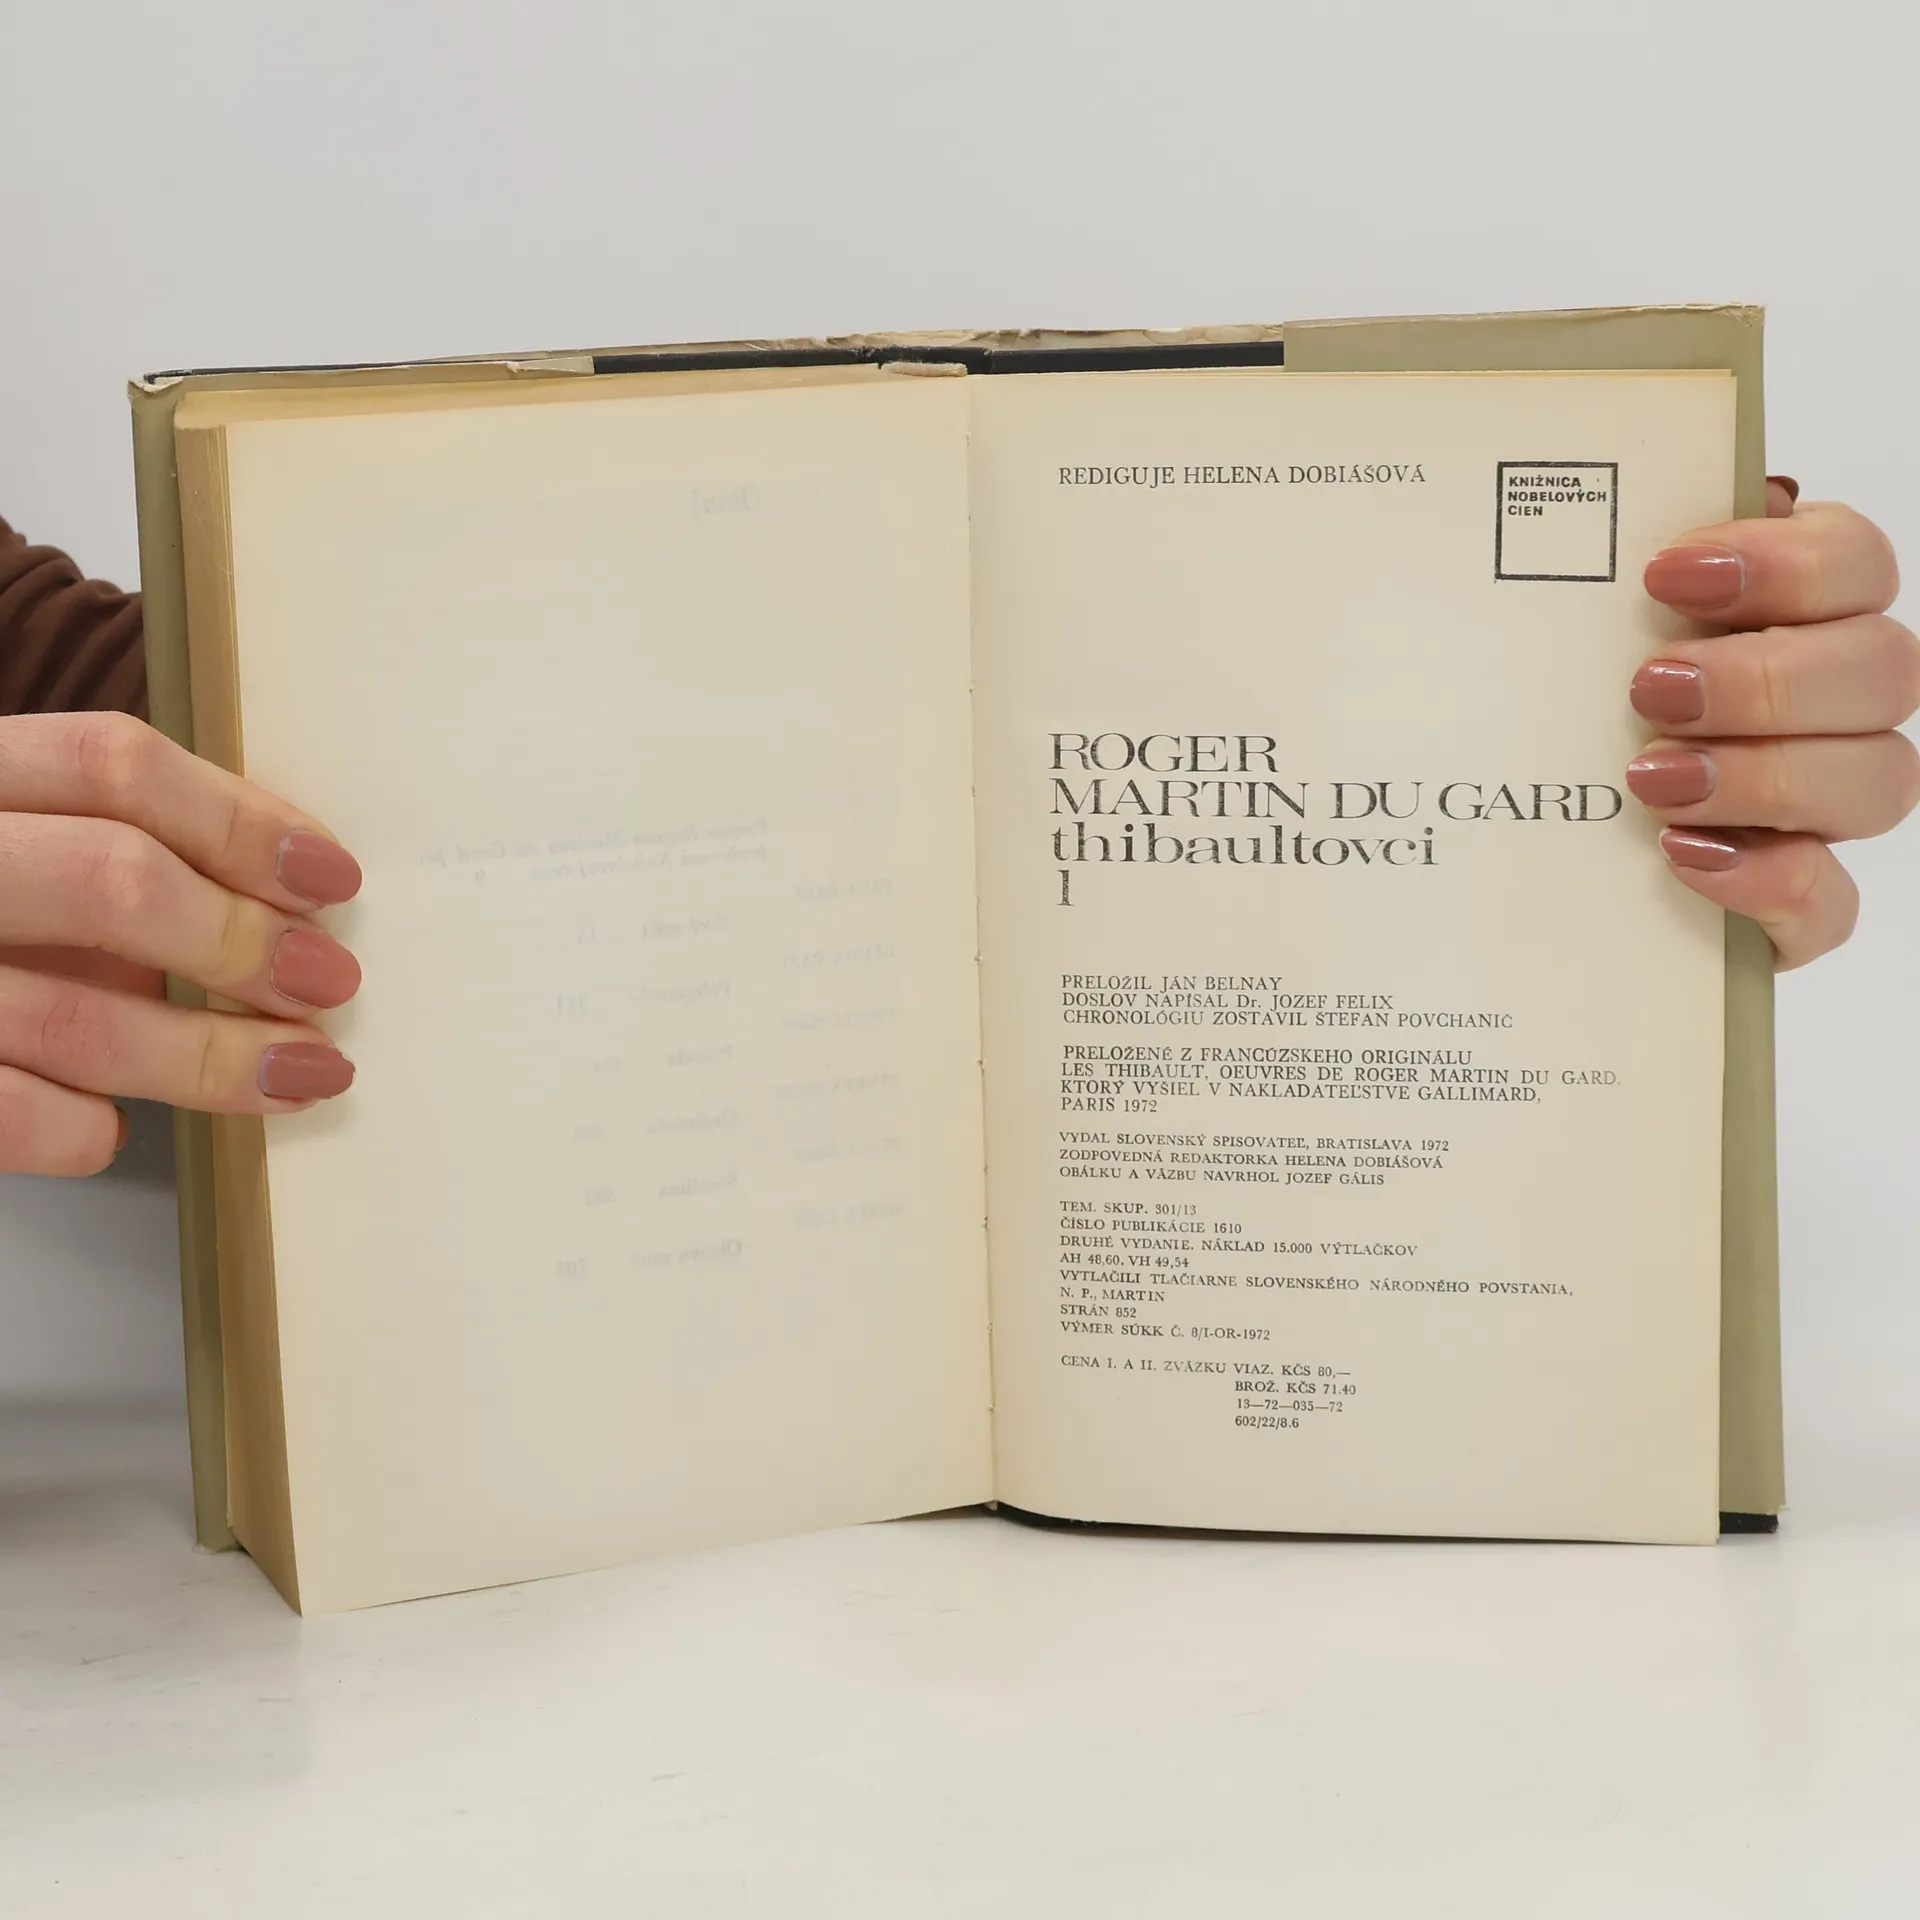 REDIGUJE HELENA DOBIÁŠOVÁ
KNIŽNICA
NOBELOVÝCH
CIEN
ROGER
MARTIN DU GARD
thibaultovci
1
PRELOŽIL JÁN BELNAY
DOSLOV NAPÍSAL Dr. JOZEF FELIX
CHRONOLÓGIU ZOSTAVIL ŠTEFAN POVCHANIČ
PRELOŽENÉ Z FRANCÚZSKEHO ORIGINÁLU
LES THIBAULT, OEUVRES DE ROGER MARTIN DU GARD,
KTORÝ VYŠIEL V NAKLADATEĽSTVE GALLIMARD,
PARIS 1972
VYDAL SLOVENSKÝ SPISOVATEĽ, BRATISLAVA 1972
ZODPOVEDNÁ REDAKTORKA HELENA DOBIÁŠOVÁ
OBÁLKU A VÄZBU NAVRHOL JOZEF GÁLIS
TEM. SKUP. 301/13
ČÍSLO PUBLIKÁCIE 1610
DRUHÉ VYDANIE. NÁKLAD 15.000 VÝTLAČKOV
AH 48,60. VH 49,54
VYTLAČILI TLAČIARNE SLOVENSKÉHO NÁRODNÉHO POVSTANIA,
N. P., MARTIN
STRÁN 852
VÝMER SÚKK Č. 8/I-OR-1972
CENA I. A II. ZVÄZKU VIAZ. KČS 80,—
BROŽ. KČS 71.40
13—72—035—72
602/22/8.6